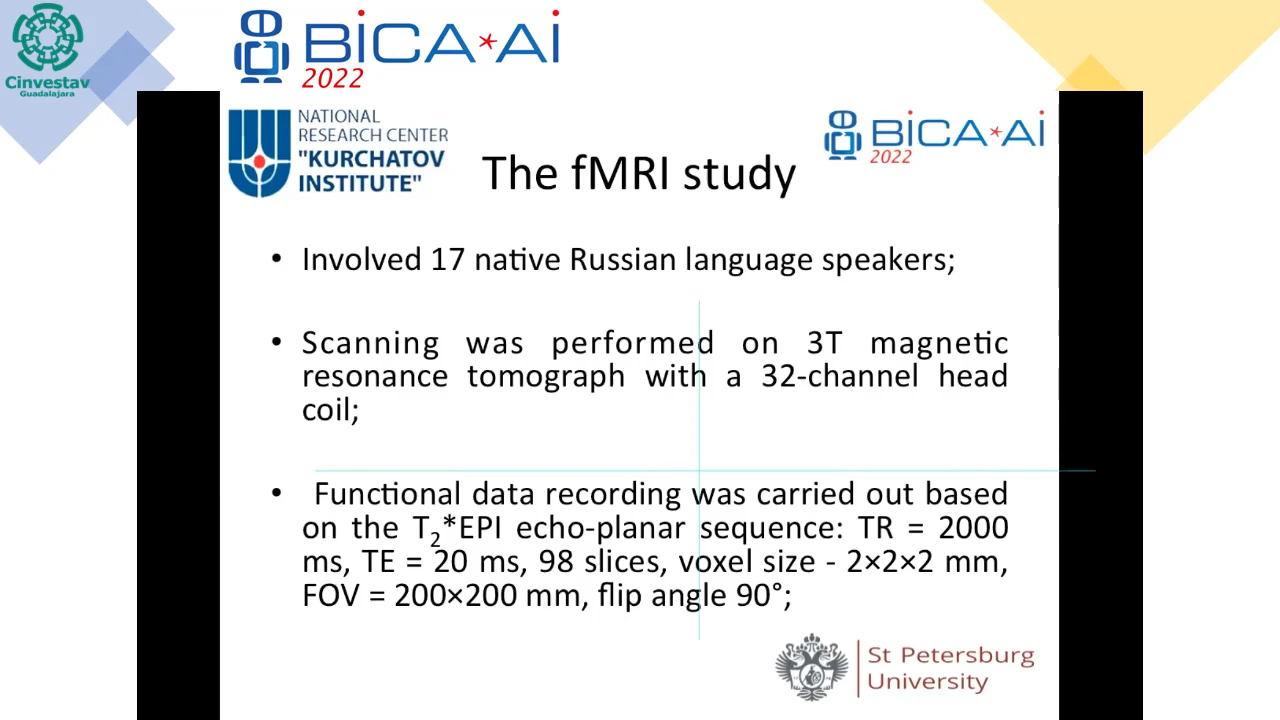 Cinvestav
Guadalajara
BiCA*Ai
2022
NATIONAL
RESEARCH CENTER
"KURCHATOV
INSTITUTE"
The fMRI study
BiCA*Ai
2022
• Involved 17 native Russian language speakers;
• Scanning was performed on 3T magnetic
resonance tomograph with a 32-channel head
coil;
• Functional data recording was carried out based
on the T₂*EPI echo-planar sequence: TR = 2000
ms, TE = 20 ms, 98 slices, voxel size - 2×2×2 mm,
FOV = 200×200 mm, flip angle 90°;
St Petersburg
University